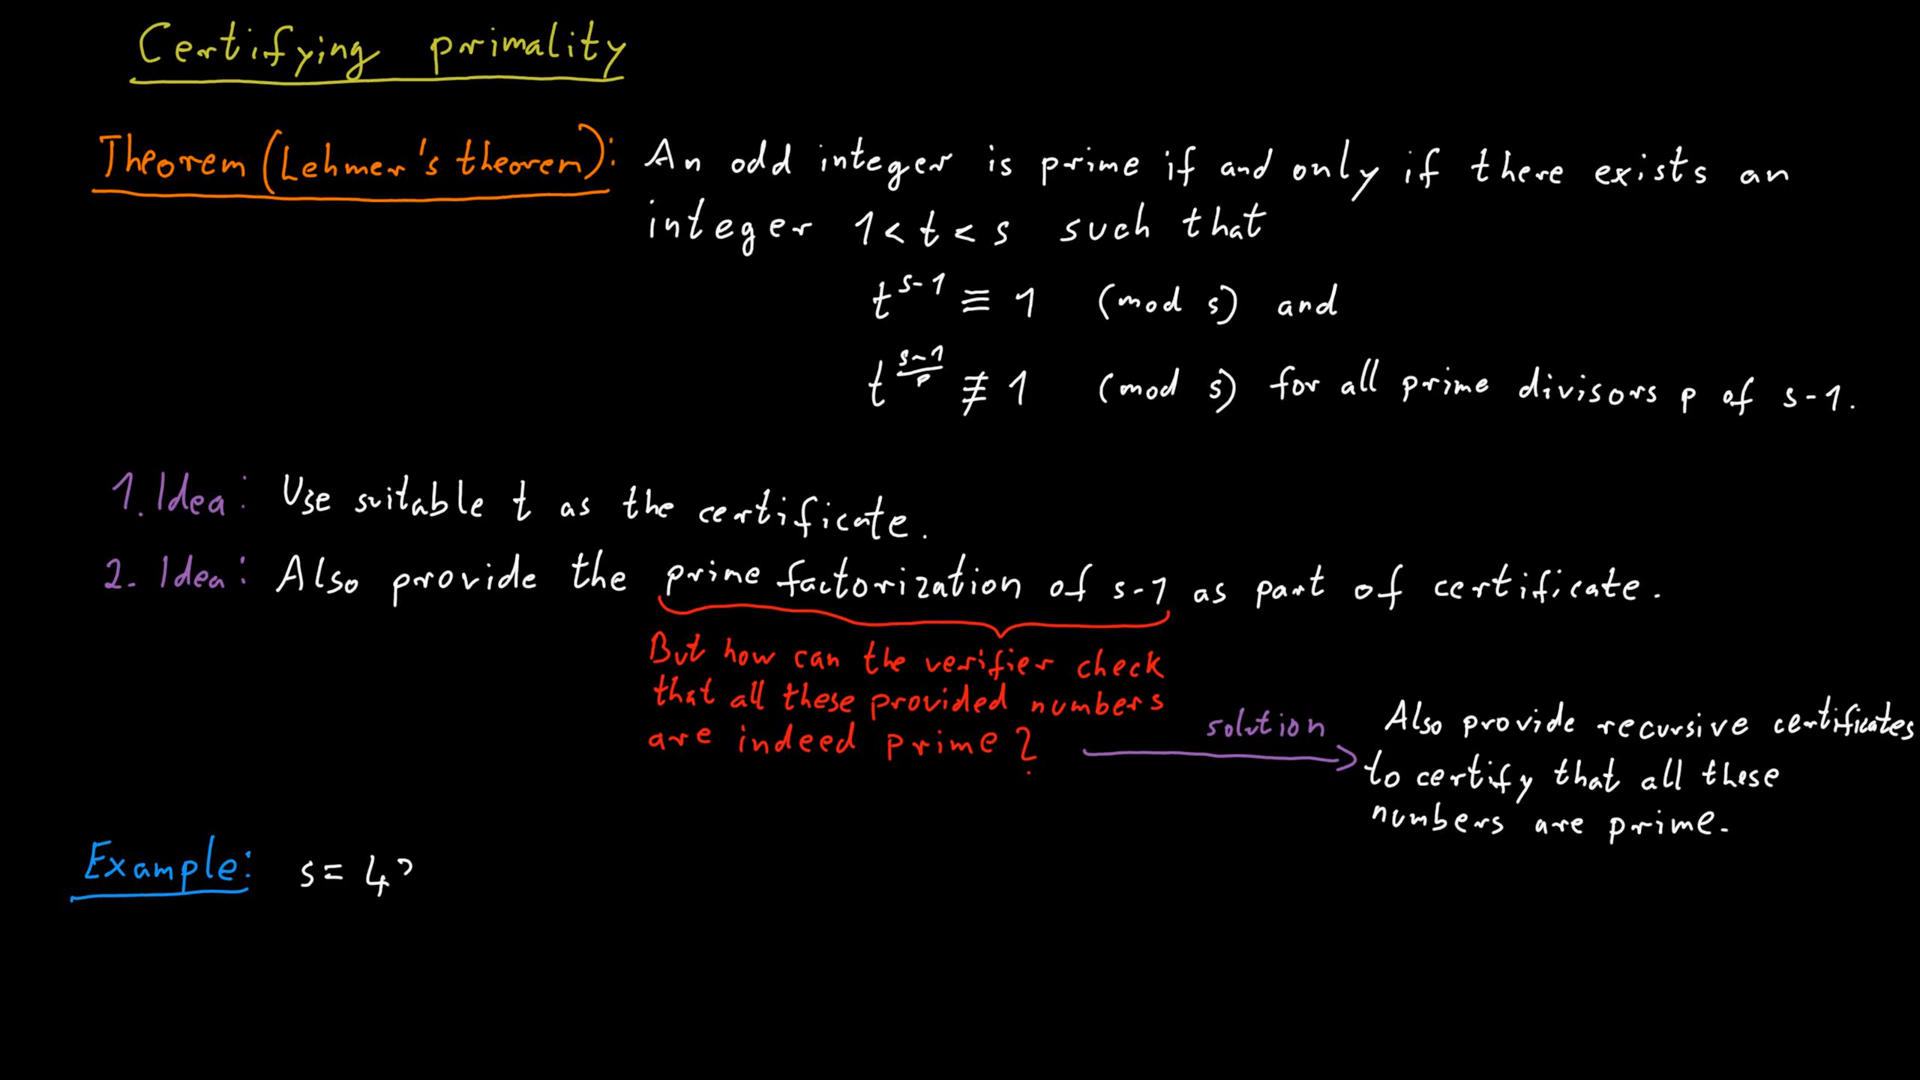 Certifying primality
Theorem (Lehmer's theorem): An odd integer is prime if and only if there exists an
integer 1 < t < s such that
t^{s-1} ≡ 1 (mod s) and
t^{\frac{s-1}{p}} ≢ 1 (mod s) for all prime divisors p of s-1.
1. Idea: Use suitable t as the certificate.
2. Idea: Also provide the prime factorization of s-1 as part of certificate.
But how can the verifier check
that all these provided numbers
are indeed prime?
solution
Also provide recursive certificates
to certify that all these
numbers are prime.
Example: s = 4